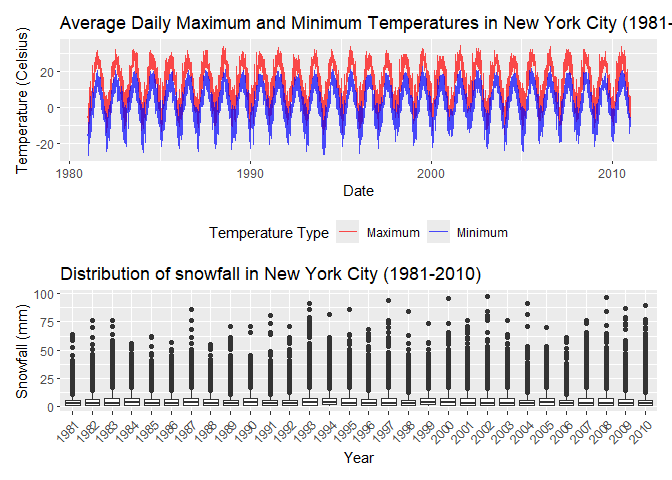 Average Daily Maximum and Minimum Temperatures in New York City (1981-
Temperature (Celsius)
20
0
-20
1980 1990 2000 2010
Date
Temperature Type Maximum Minimum
Distribution of snowfall in New York City (1981-2010)
Snowfall (mm)
100
75
50
25
0
1981 1982 1983 1984 1985 1986 1987 1988 1989 1990 1991 1992 1993 1994 1995 1996 1997 1998 1999 2000 2001 2002 2003 2004 2005 2006 2007 2008 2009 2010
Year